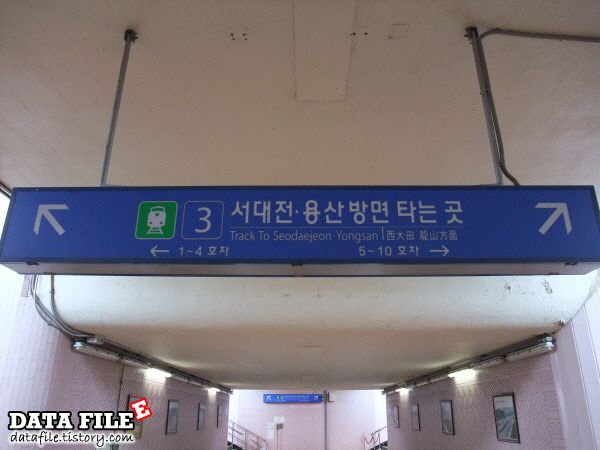 3 서대전·용산방면 타는 곳
Track To Seodaejeon·Yongsan 西大田·龍山方面
← 1~4 호차 5~10 호차 →
DATA FILE E
datafile.tistory.com